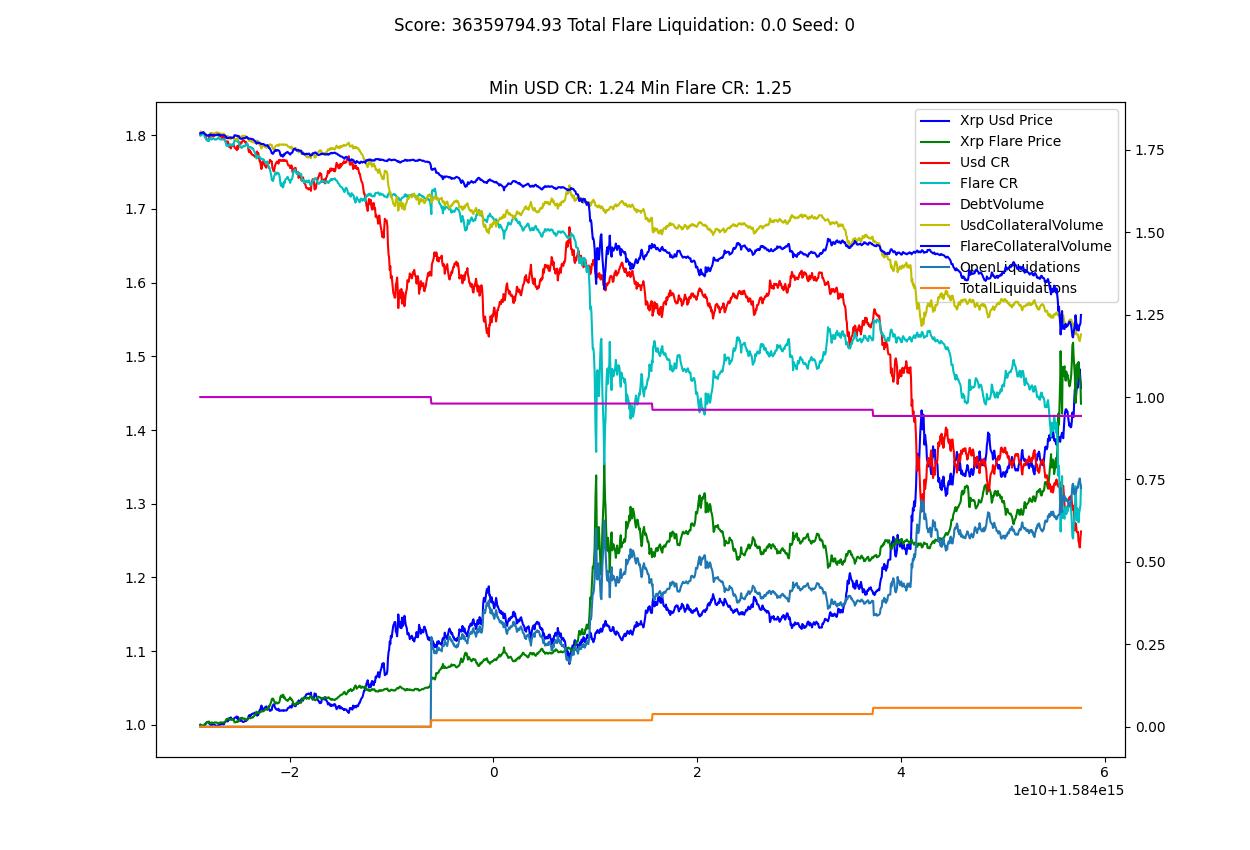 Score: 36359794.93 Total Flare Liquidation: 0.0 Seed: 0
Min USD CR: 1.24 Min Flare CR: 1.25
Xrp Usd Price
Xrp Flare Price
Usd CR
Flare CR
DebtVolume
UsdCollateralVolume
FlareCollateralVolume
OpenLiquidations
TotalLiquidations
1.8
1.7
1.6
1.5
1.4
1.3
1.2
1.1
1.0
1.75
1.50
1.25
1.00
0.75
0.50
0.25
0.00
−2 0 2 4 6
1e10+1.584e15